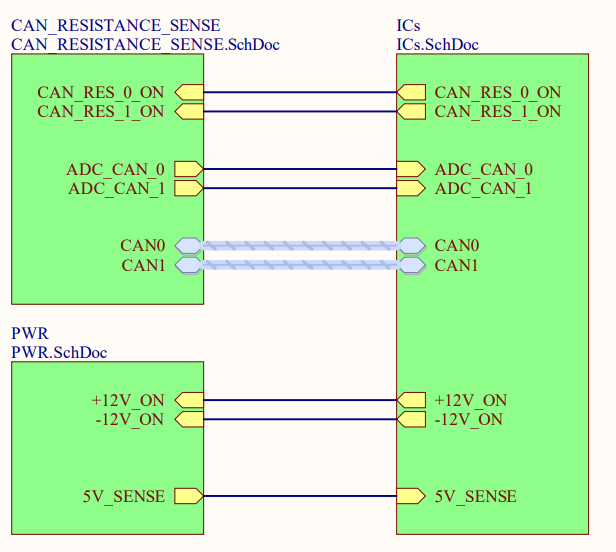 CAN_RESISTANCE_SENSE
CAN_RESISTANCE_SENSE.SchDoc
CAN_RES_0_ON
CAN_RES_1_ON
ADC_CAN_0
ADC_CAN_1
CAN0
CAN1
PWR
PWR.SchDoc
+12V_ON
-12V_ON
5V_SENSE
ICs
ICs.SchDoc
CAN_RES_0_ON
CAN_RES_1_ON
ADC_CAN_0
ADC_CAN_1
CAN0
CAN1
+12V_ON
-12V_ON
5V_SENSE